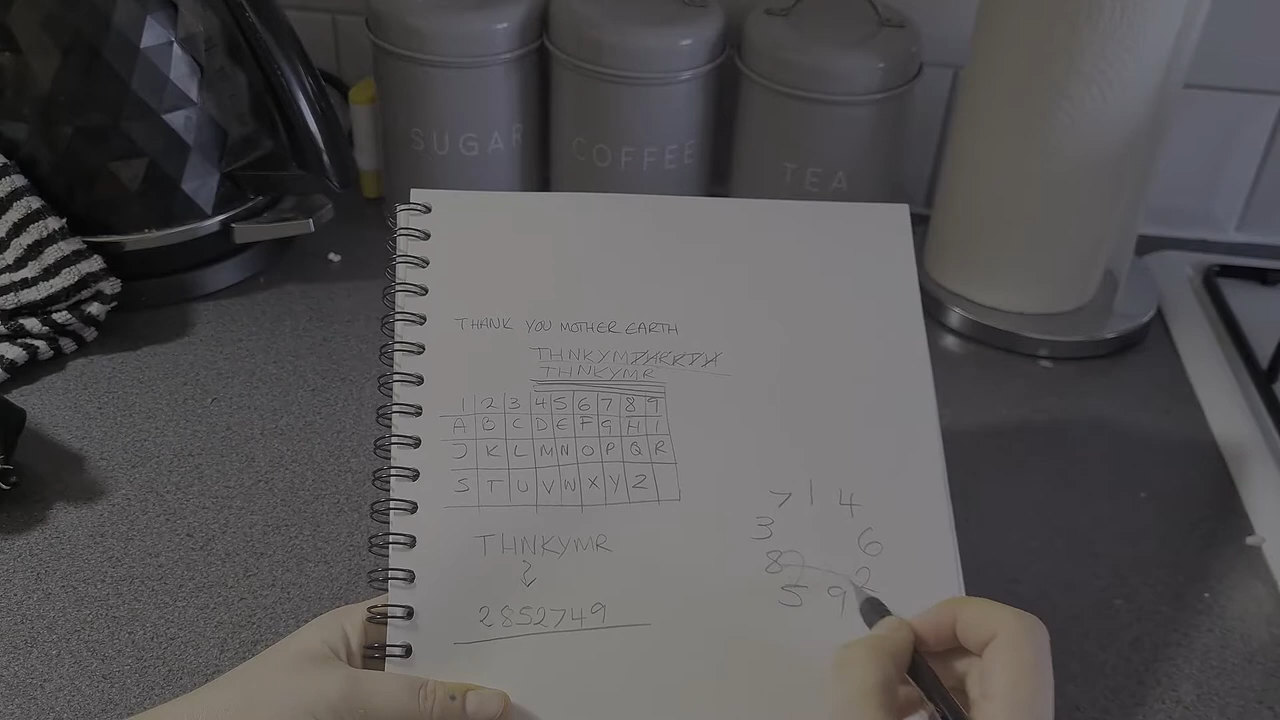 SUGAR COFFEE TEA
THANK YOU MOTHER EARTH
THNKYMR
1 2 3 4 5 6 7 8 9
A B C D E F G H I
J K L M N O P Q R
S T U V W X Y Z
THNKYMR
2852749
7 1 4
3 6
8 2
5 9